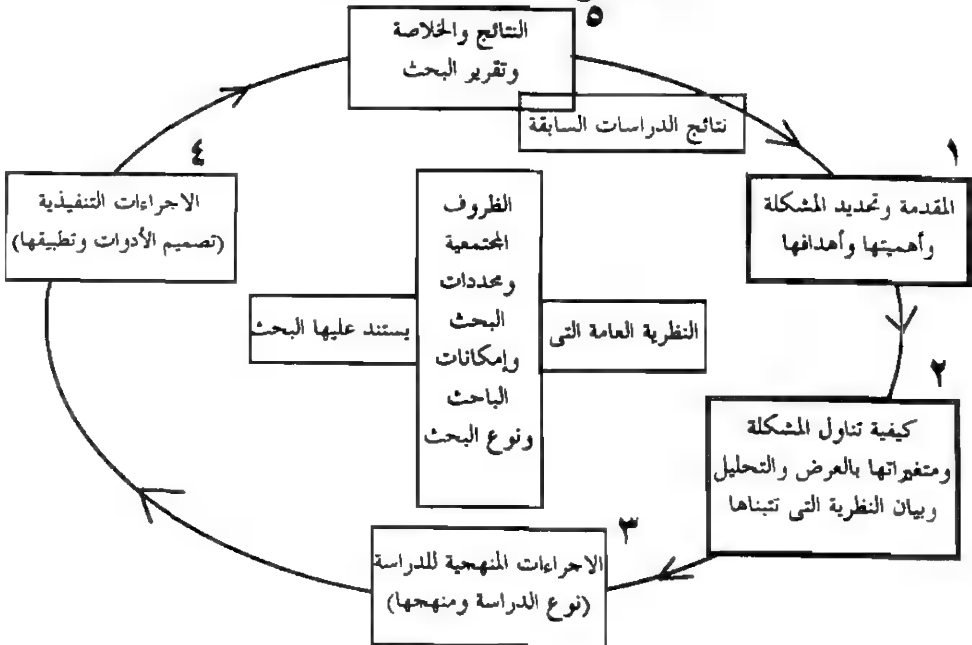 ٥
النتائج والخلاصة
وتقرير البحث
نتائج الدراسات السابقة
١
المقدمة وتحديد المشكلة
وأهميتها وأهدافها
٢
كيفية تناول المشكلة
ومتغيراتها بالعرض والتحليل
وبيان النظرية التى تتبناها
٣
الاجراءات المنهجية للدراسة
(نوع الدراسة ومنهجها)
٤
الاجراءات التنفيذية
(تصميم الأدوات وتطبيقها)
الظروف
المجتمعية
ومحددات
البحث
وإمكانات
الباحث
ونوع البحث
النظرية العامة التى
يستند عليها البحث